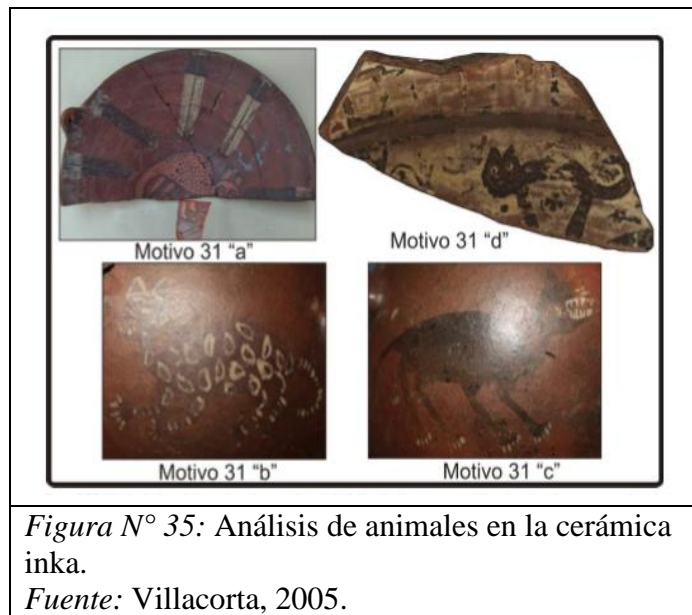 Motivo 31 "a"
Motivo 31 "d"
Motivo 31 "b"
Motivo 31 "c"
Figura N° 35: Análisis de animales en la cerámica
inka.
Fuente: Villacorta, 2005.